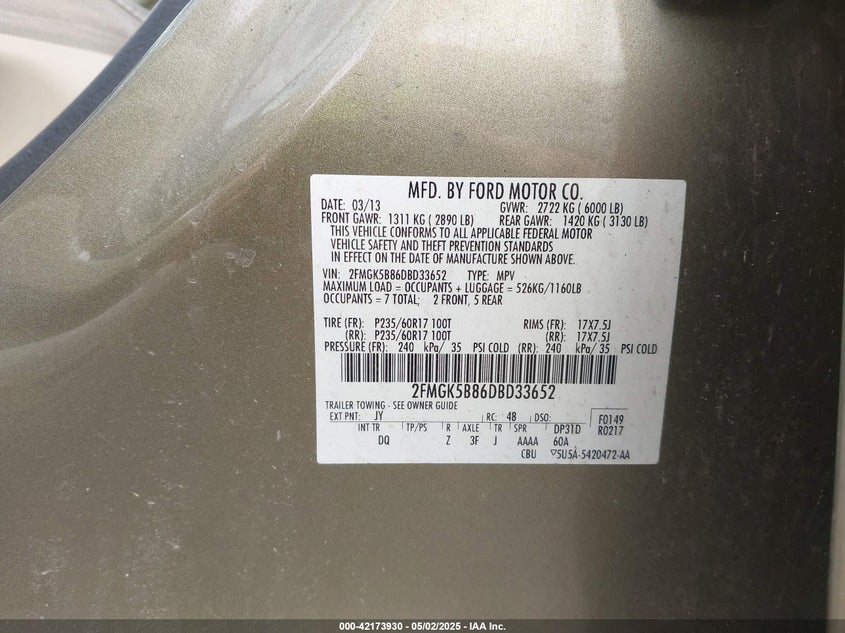 MFD. BY FORD MOTOR CO.
DATE: 03/13 GVWR: 2722 KG ( 6000 LB)
FRONT GAWR: 1311 KG ( 2890 LB) REAR GAWR: 1420 KG ( 3130 LB)
THIS VEHICLE CONFORMS TO ALL APPLICABLE FEDERAL MOTOR
VEHICLE SAFETY AND THEFT PREVENTION STANDARDS
IN EFFECT ON THE DATE OF MANUFACTURE SHOWN ABOVE.
VIN: 2FMGK5B86DBD33652 TYPE: MPV
MAXIMUM LOAD = OCCUPANTS + LUGGAGE = 526KG/1160LB
OCCUPANTS = 7 TOTAL; 2 FRONT, 5 REAR
TIRE (FR): P235/60R17 100T RIMS (FR): 17X7.5J
(RR): P235/60R17 100T (RR): 17X7.5J
PRESSURE (FR): 240 kPa/ 35 PSI COLD (RR): 240 kPa/ 35 PSI COLD
2FMGK5B86DBD33652
TRAILER TOWING - SEE OWNER GUIDE
EXT PNT: JY RC: 4B DSO: F0149
INT TR TP/PS R AXLE TR SPR DP31D R0217
DQ Z 3F J AAAA 60A
CBU ▽5U5A-5420472-AA
000-42173930 - 05/02/2025 - IAA Inc.